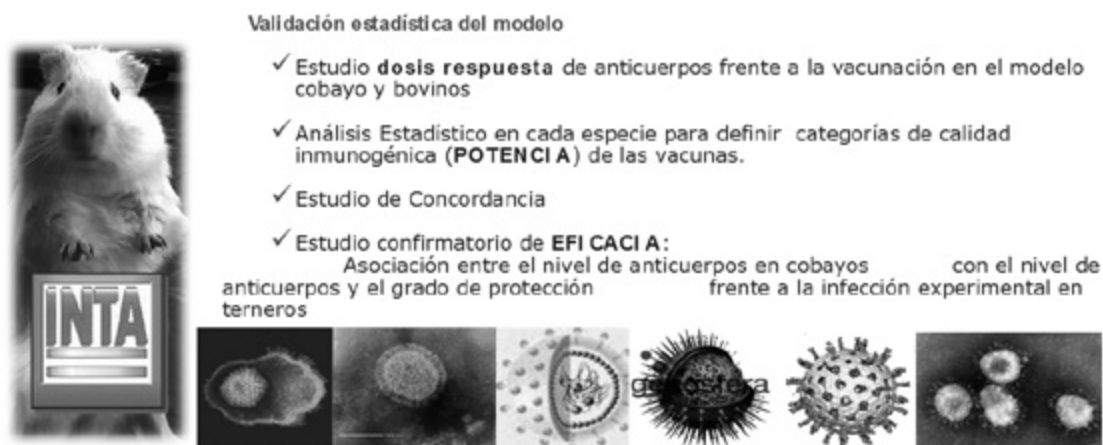 Validación estadística del modelo
✓ Estudio dosis respuesta de anticuerpos frente a la vacunación en el modelo
cobayo y bovinos
✓ Análisis Estadístico en cada especie para definir categorías de calidad
inmunogénica (POTENCIA) de las vacunas.
✓ Estudio de Concordancia
✓ Estudio confirmatorio de EFICACIA:
Asociación entre el nivel de anticuerpos en cobayos con el nivel de
anticuerpos y el grado de protección frente a la infección experimental en
terneros
INTA